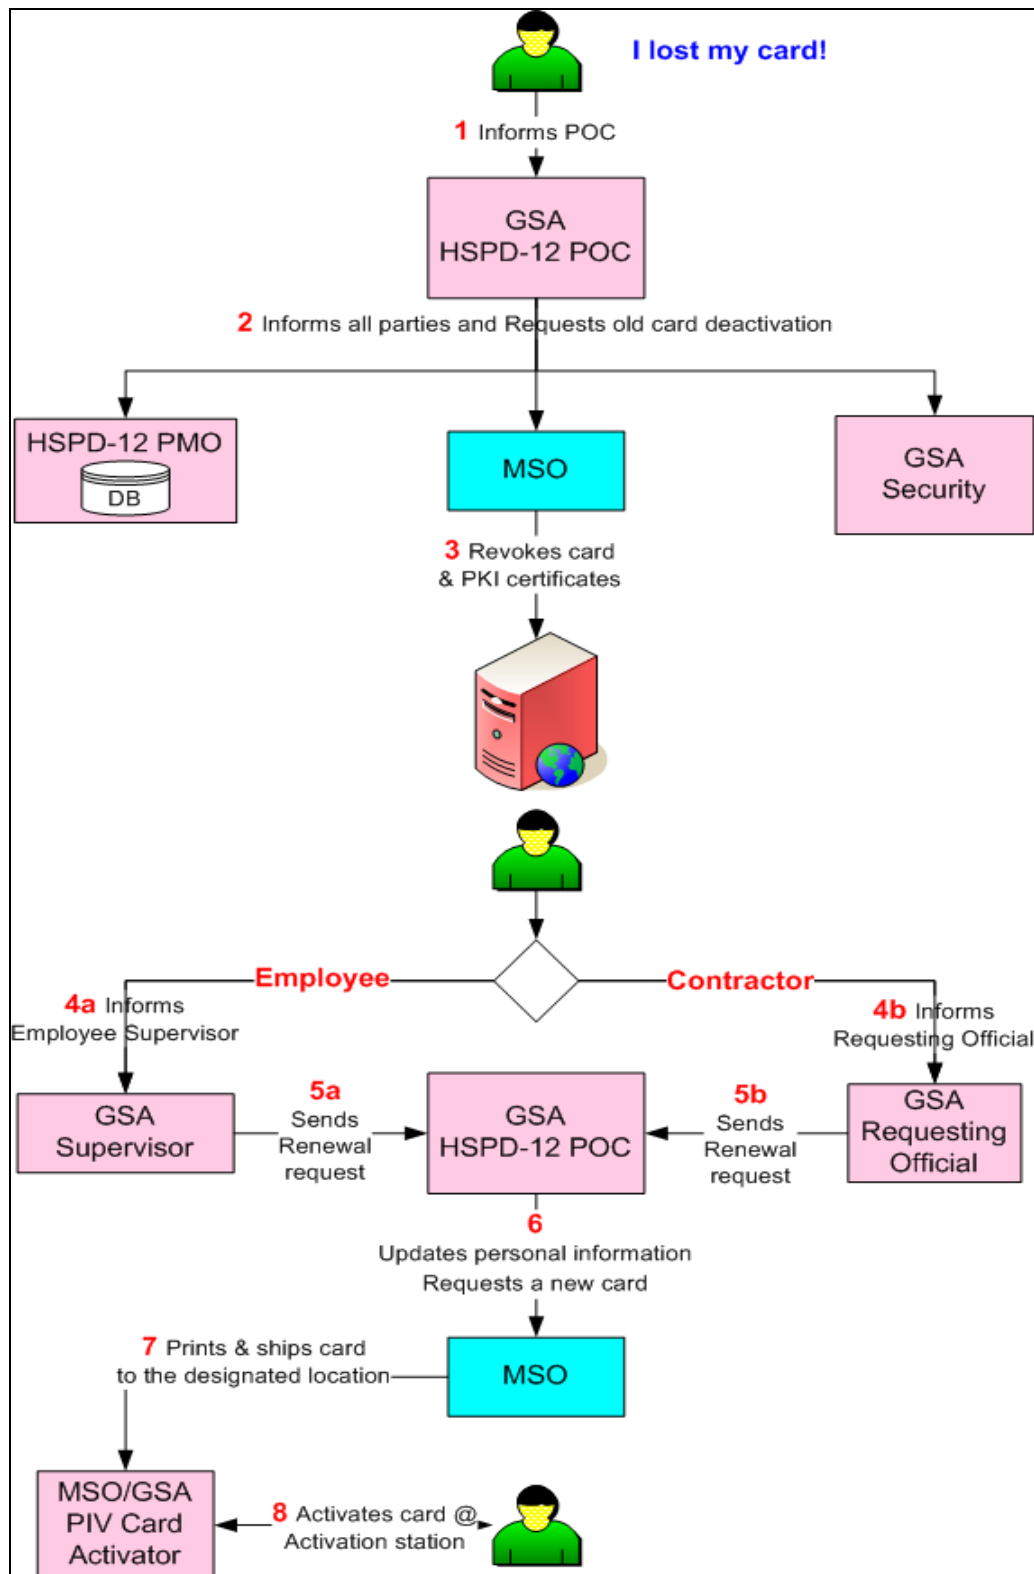 I lost my card!
1 Informs POC
GSA
HSPD-12 POC
2 Informs all parties and Requests old card deactivation
HSPD-12 PMO
DB
MSO
GSA
Security
3 Revokes card
& PKI certificates
Employee
Contractor
4a Informs
Employee Supervisor
4b Informs
Requesting Official
GSA
Supervisor
5a
Sends
Renewal
request
GSA
HSPD-12 POC
5b
Sends
Renewal
request
GSA
Requesting
Official
6
Updates personal information
Requests a new card
7 Prints & ships card
to the designated location
MSO
MSO/GSA
PIV Card
Activator
8 Activates card @
Activation station